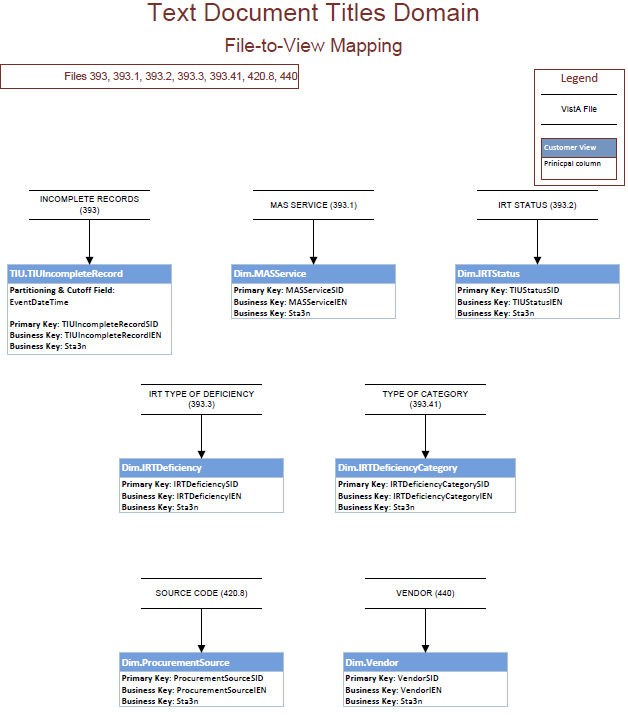 Text Document Titles Domain
File-to-View Mapping
Files 393, 393.1, 393.2, 393.3, 393.41, 420.8, 440
Legend
VistA File
Customer View
Prinicpal column
INCOMPLETE RECORDS
(393)
MAS SERVICE (393.1)
IRT STATUS (393.2)
TIU.TIUIncompleteRecord
Partitioning & Cutoff Field:
EventDateTime
Primary Key: TIUIncompleteRecordSID
Business Key: TIUIncompleteRecordIEN
Business Key: Sta3n
Dim.MASService
Primary Key: MASServiceSID
Business Key: MASServiceIEN
Business Key: Sta3n
Dim.IRTStatus
Primary Key: TIUStatusSID
Business Key: TIUStatusIEN
Business Key: Sta3n
IRT TYPE OF DEFICIENCY
(393.3)
TYPE OF CATEGORY
(393.41)
Dim.IRTDeficiency
Primary Key: IRTDeficiencySID
Business Key: IRTDeficiencyIEN
Business Key: Sta3n
Dim.IRTDeficiencyCategory
Primary Key: IRTDeficiencyCategorySID
Business Key: IRTDeficiencyCategoryIEN
Business Key: Sta3n
SOURCE CODE (420.8)
VENDOR (440)
Dim.ProcurementSource
Primary Key: ProcurementSourceSID
Business Key: ProcurementSourceIEN
Business Key: Sta3n
Dim.Vendor
Primary Key: VendorSID
Business Key: VendorIEN
Business Key: Sta3n